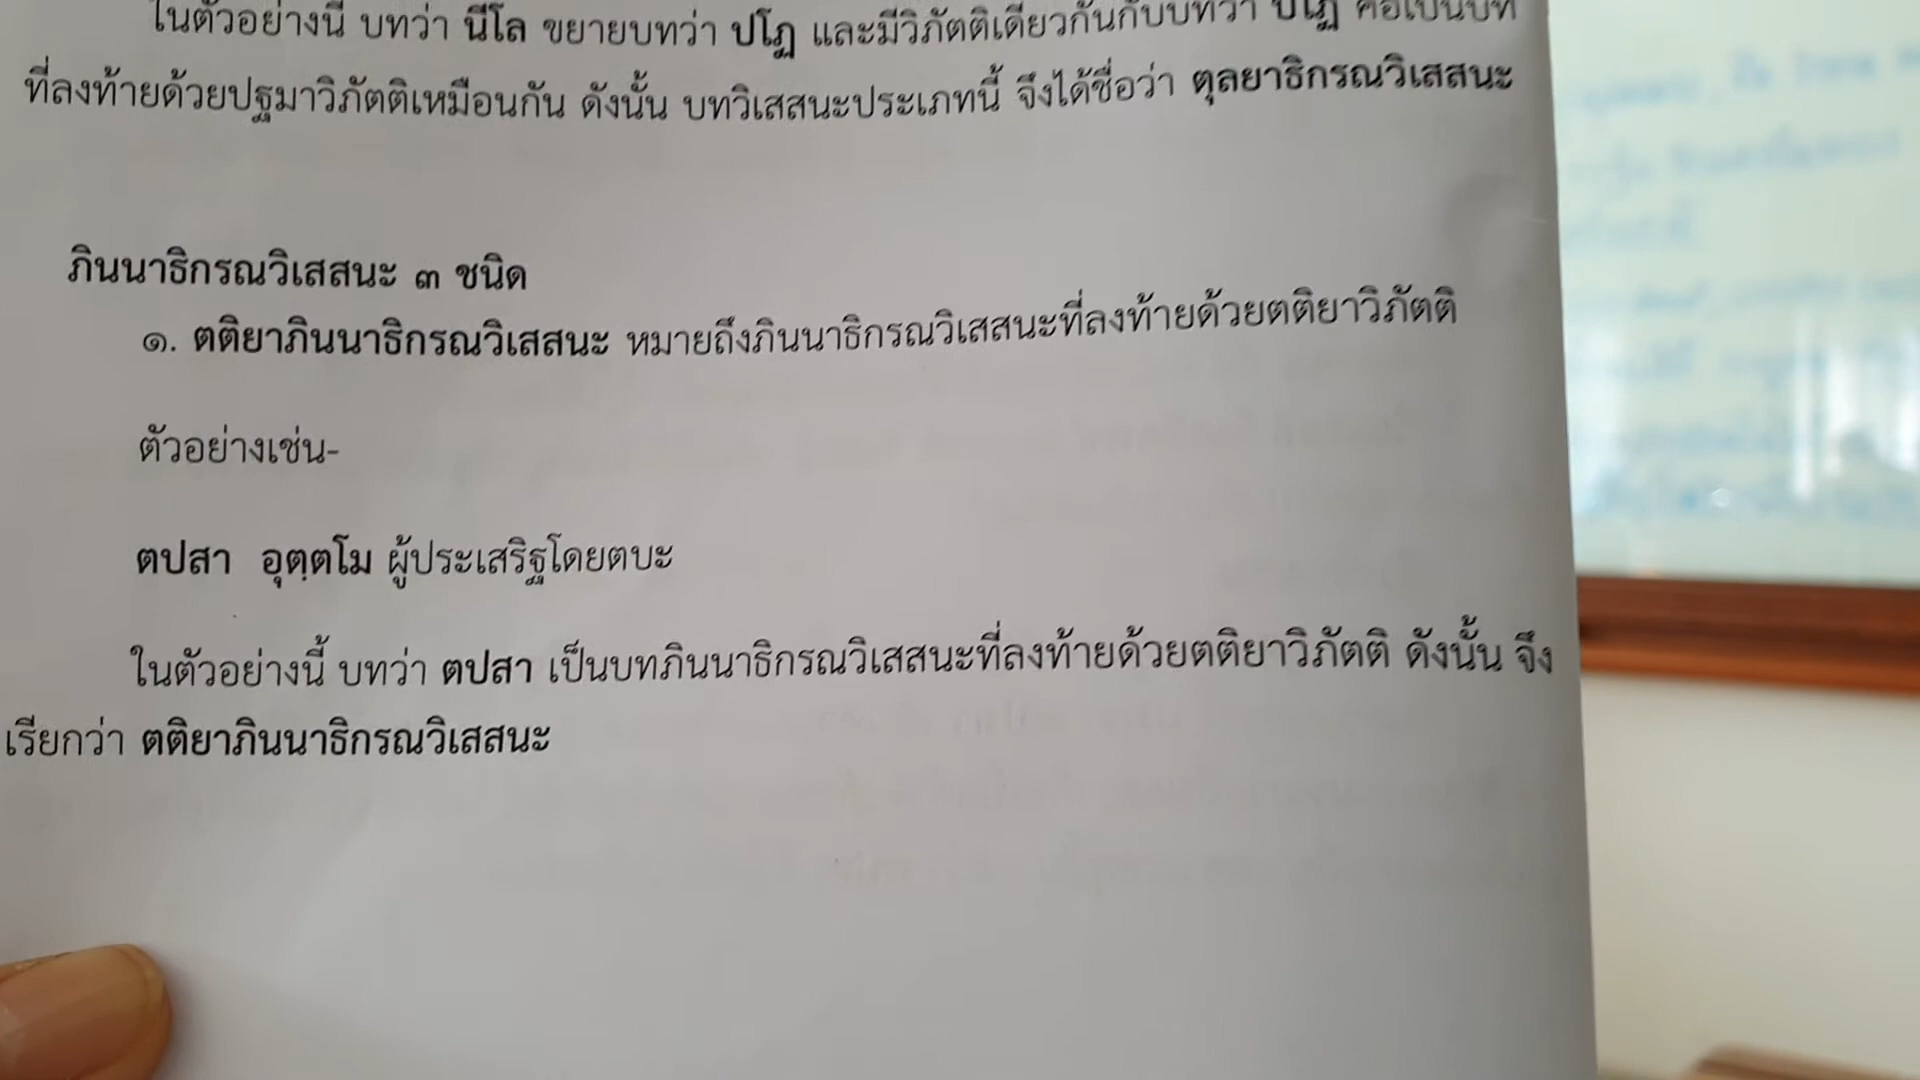 ในตัวอย่างนี้ บทว่า นีโล ขยายบทว่า ปโฏ และมีวิภัตติเดียวกันกับบทว่า ปโฏ คือเป็นบท
ที่ลงท้ายด้วยปฐมาวิภัตติเหมือนกัน ดังนั้น บทวิเสสนะประเภทนี้ จึงได้ชื่อว่า ตุลยาธิกรณวิเสสนะ
ภินนาธิกรณวิเสสนะ ๓ ชนิด
๑. ตติยาภินนาธิกรณวิเสสนะ หมายถึงภินนาธิกรณวิเสสนะที่ลงท้ายด้วยตติยาวิภัตติ
ตัวอย่างเช่น-
ตปสา อุตฺตโม ผู้ประเสริฐโดยตบะ
ในตัวอย่างนี้ บทว่า ตปสา เป็นบทภินนาธิกรณวิเสสนะที่ลงท้ายด้วยตติยาวิภัตติ ดังนั้น จึง
เรียกว่า ตติยาภินนาธิกรณวิเสสนะ